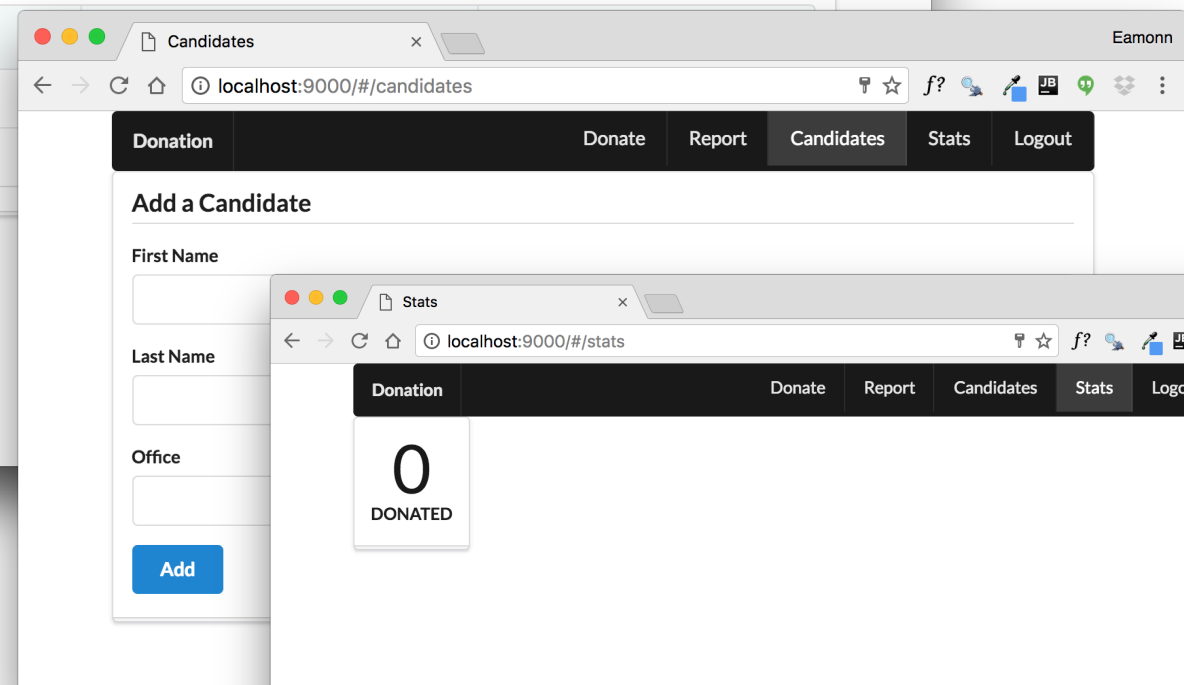 Candidates
Eamonn
localhost:9000/#/candidates
f?
JB
Donation Donate Report Candidates Stats Logout
Add a Candidate
First Name
Last Name
Office
Add
Stats
localhost:9000/#/stats
f?
Donation Donate Report Candidates Stats Logo
0
DONATED